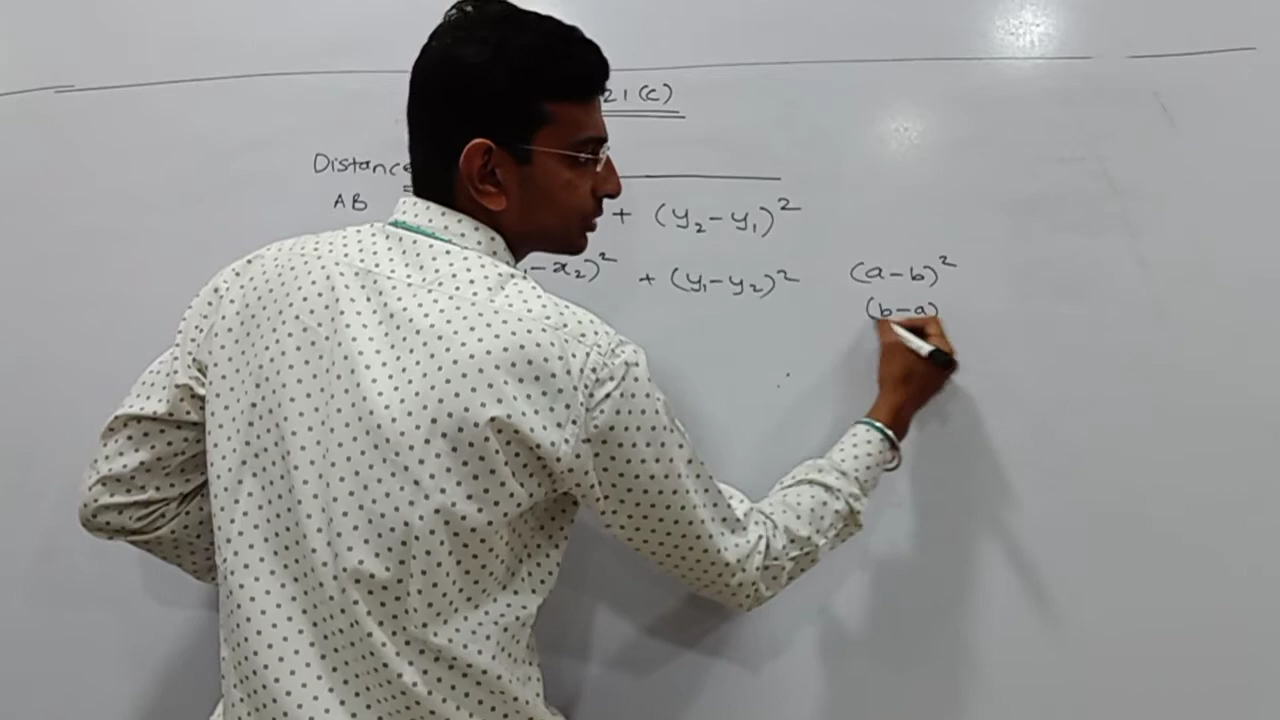 21(c)
Distance
AB + (y₂-y₁)²
-x₂)² + (y₁-y₂)² (a-b)²
(b-a)